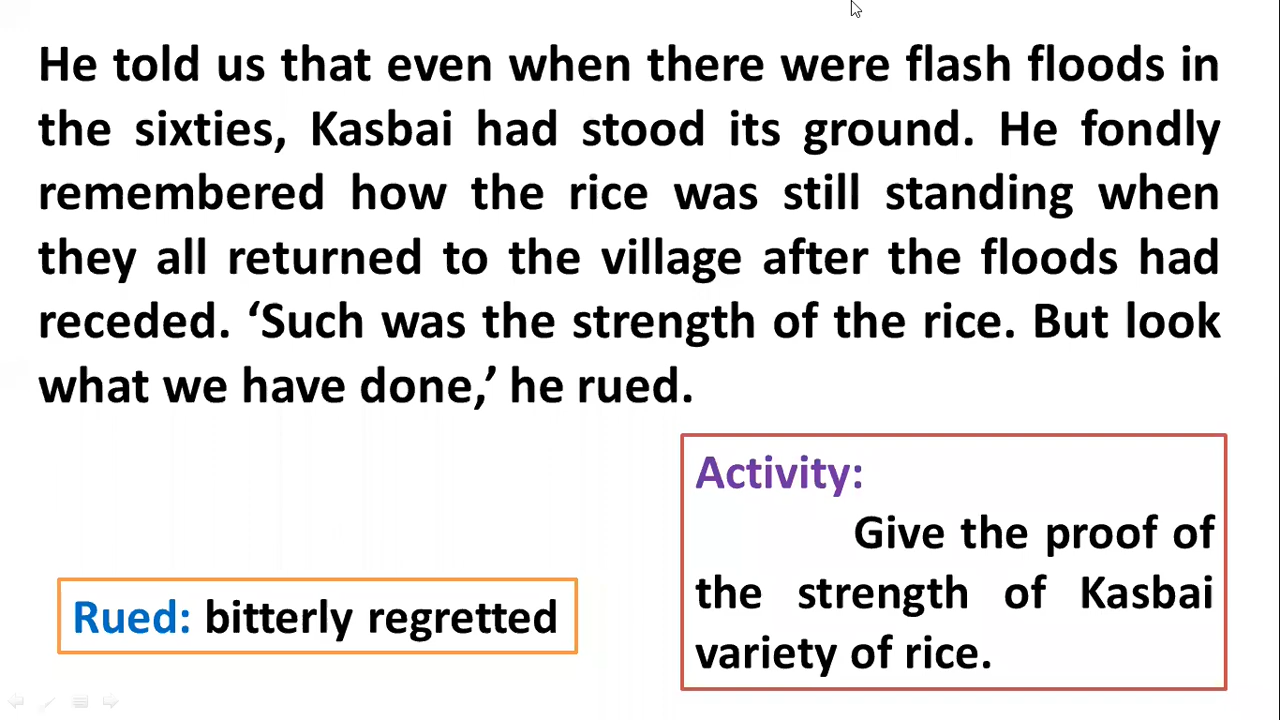 He told us that even when there were flash floods in
the sixties, Kasbai had stood its ground. He fondly
remembered how the rice was still standing when
they all returned to the village after the floods had
receded. ‘Such was the strength of the rice. But look
what we have done,’ he rued.
Rued: bitterly regretted
Activity:
Give the proof of
the strength of Kasbai
variety of rice.